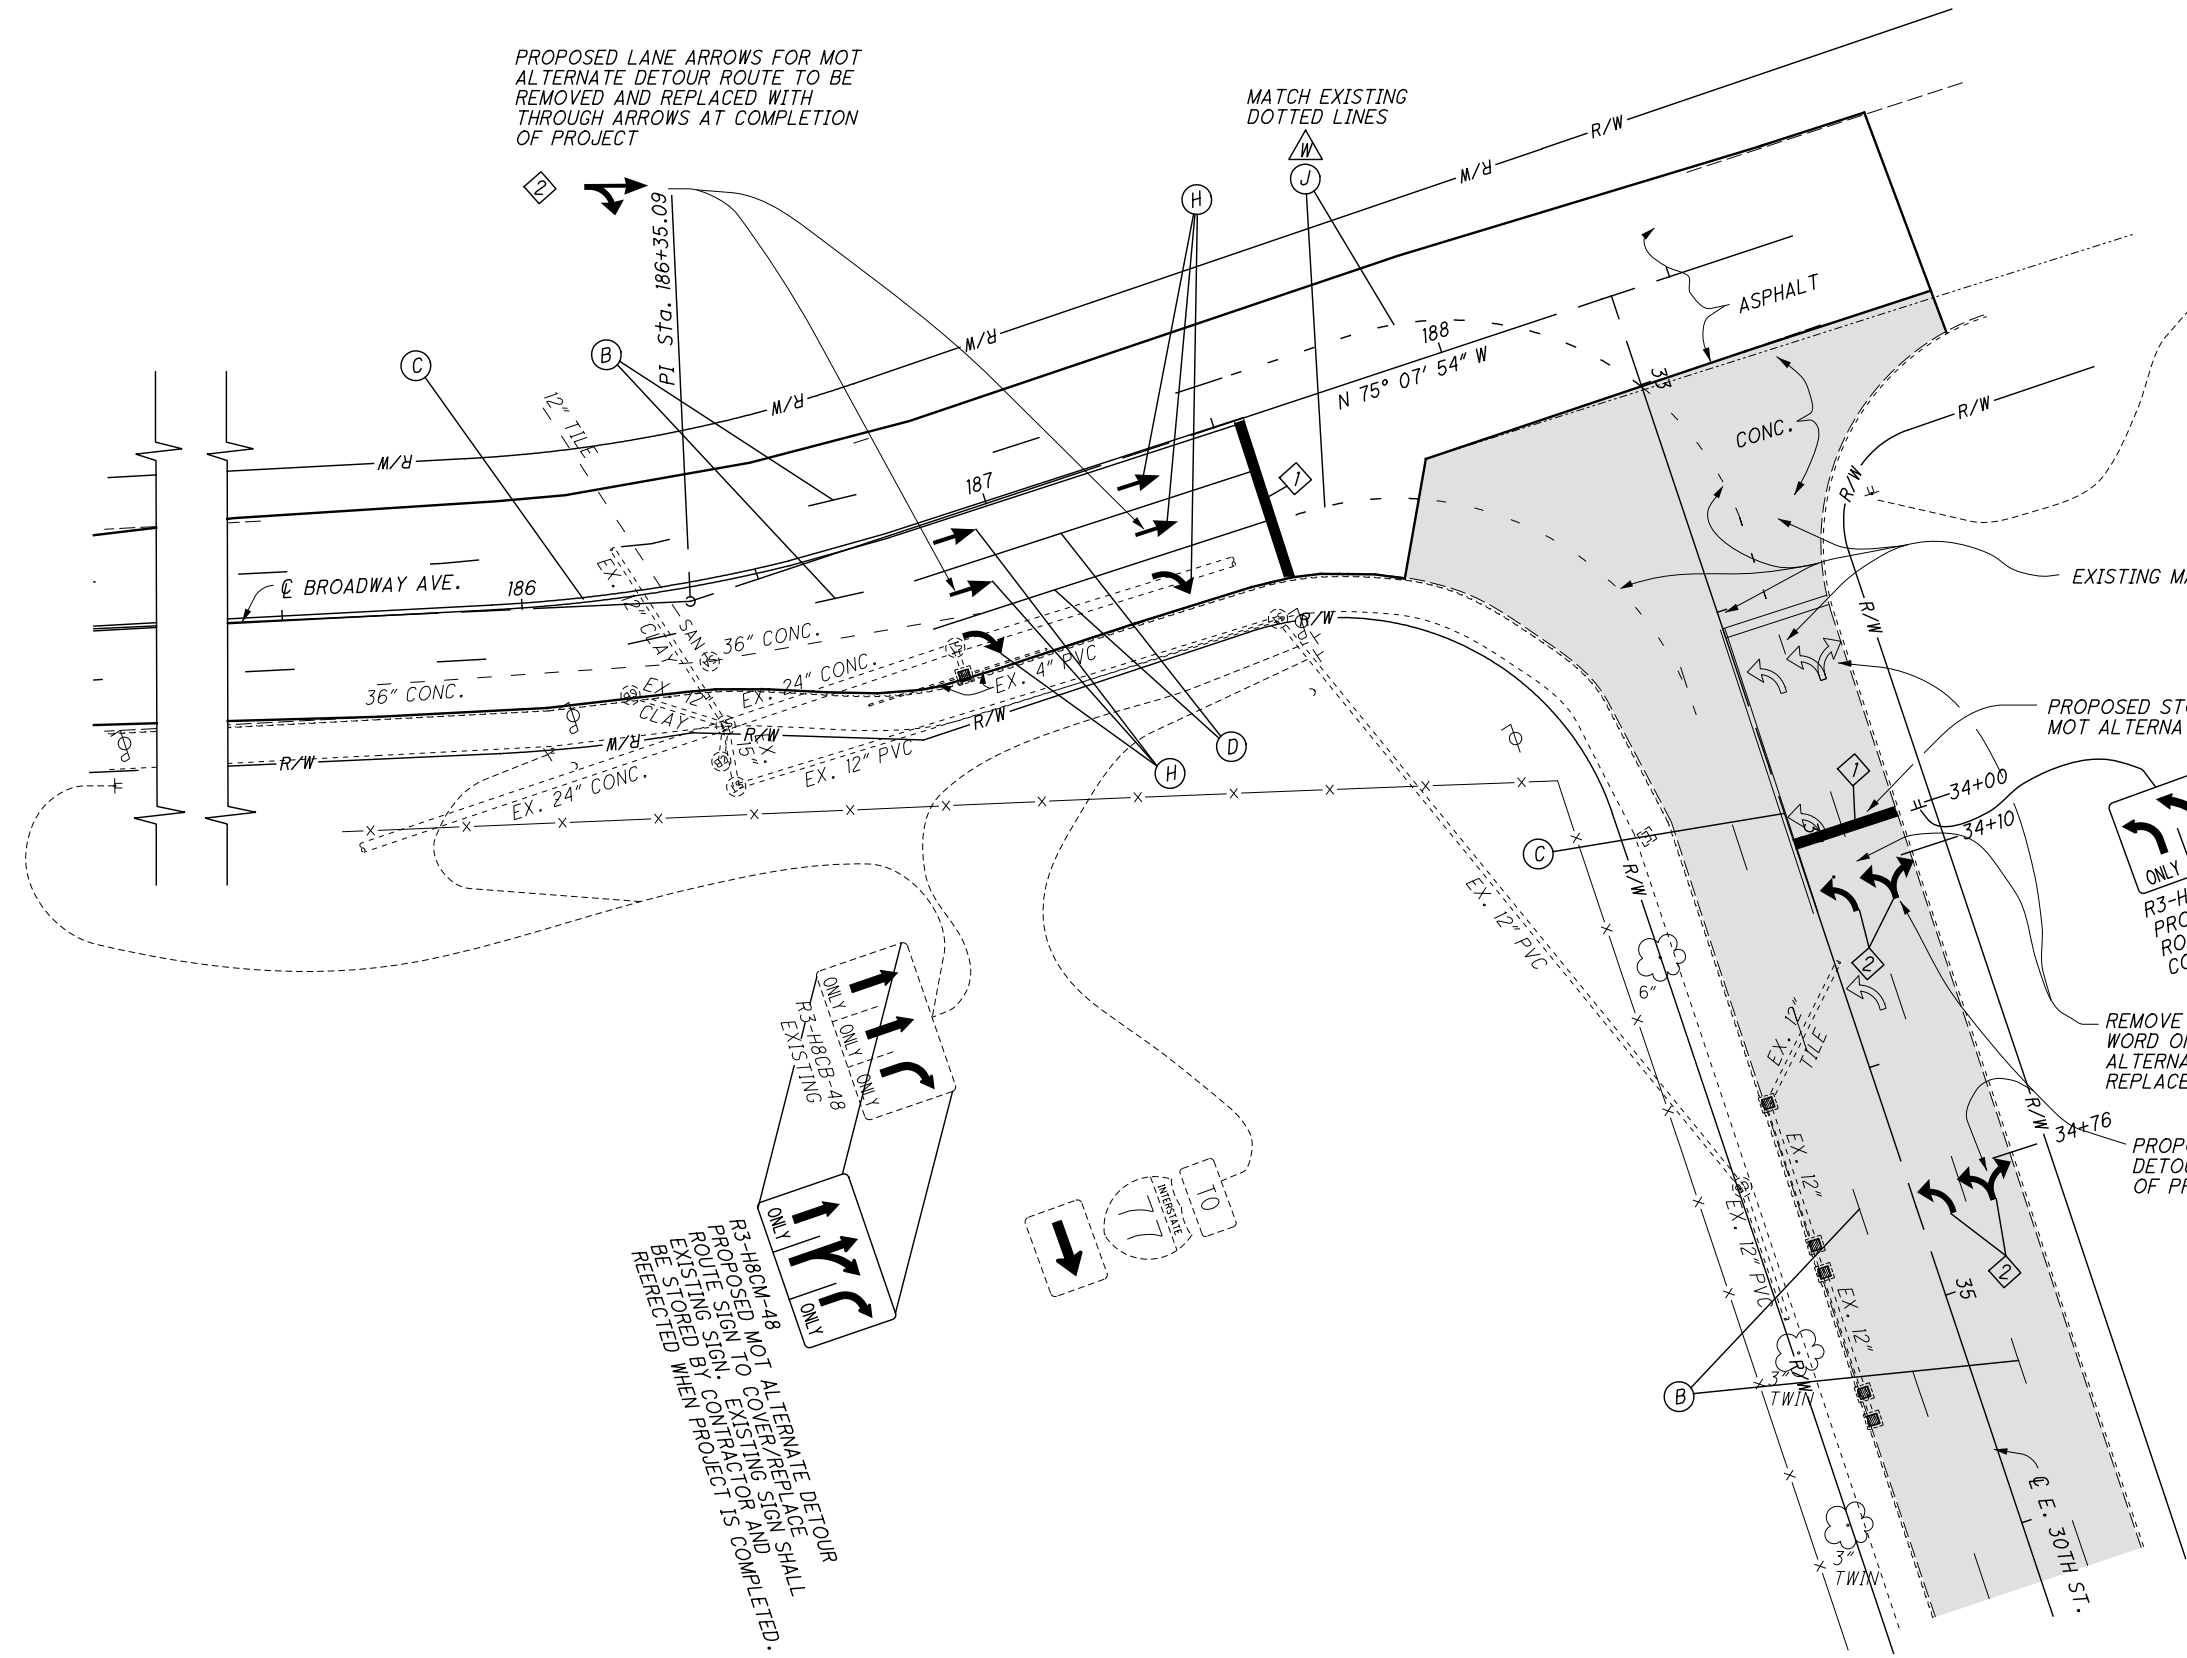 PROPOSED LANE ARROWS FOR MOT
ALTERNATE DETOUR ROUTE TO BE
REMOVED AND REPLACED WITH
THROUGH ARROWS AT COMPLETION
OF PROJECT
2
MATCH EXISTING
DOTTED LINES
W
J
H
R/W
R/W
R/W
R/W
R/W
PI Sta. 186+35.09
C
B
12" TILE
188
N 75° 07' 54" W
33
ASPHALT
CONC.
R/W
R/W
R/W
187
1
℄ BROADWAY AVE.
186
EX. 12" CLAY
SAN
36" CONC.
36" CONC.
EX. 24" CONC.
EX. 4" PVC
R/W
EX. 12"
CLAY
R/W
R/W
R/W
R/W
EX. 12" PVC
EX. 24" CONC.
EX. 15"
D
H
EXISTING MA
PROPOSED STO
MOT ALTERNA
1
34+00
34+10
C
ONLY
R3-H
PRO
RO
CO
2
EX. 12" PVC
R/W
6"
EX. 12"
TILE
REMOVE
WORD O
ALTERNA
REPLACE
R/W
34+76
PROP
DETOU
OF P
EX. 12"
EX. 12" PVC
EX. 12"
35
2
B
R/W
3"
TWIN
3"
TWIN
℄ E. 30TH ST.
ONLY
ONLY
ONLY
R3-H8CB-48
EXISTING
TO
INTERSTATE
77
ONLY
ONLY
R3-H8CM-48
PROPOSED MOT ALTERNATE DETOUR
ROUTE SIGN TO COVER/REPLACE
EXISTING SIGN. EXISTING SIGN SHALL
BE STORED BY CONTRACTOR AND
REERECTED WHEN PROJECT IS COMPLETED.